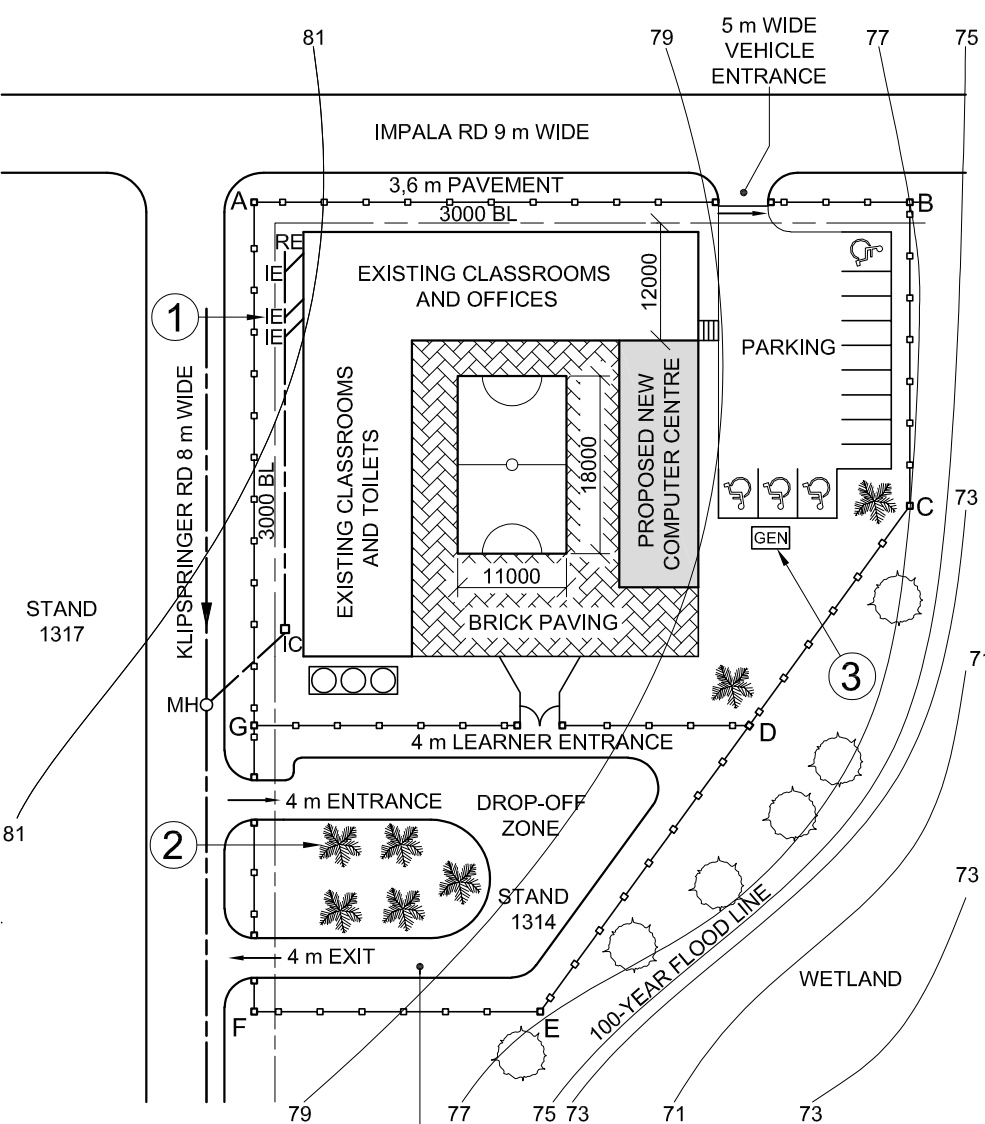 81
79
5 m WIDE
VEHICLE
ENTRANCE
77
75
IMPALA RD 9 m WIDE
3,6 m PAVEMENT
A
B
3000 BL
RE
IE
EXISTING CLASSROOMS
AND OFFICES
12000
1
IE
IE
PARKING
KLIPSPRINGER RD 8 m WIDE
3000 BL
EXISTING CLASSROOMS
AND TOILETS
18000
11000
PROPOSED NEW
COMPUTER CENTRE
73
C
GEN
STAND
1317
BRICK PAVING
IC
3
71
MH
G
D
4 m LEARNER ENTRANCE
4 m ENTRANCE
DROP-OFF
ZONE
81
2
73
STAND
1314
4 m EXIT
100-YEAR FLOOD LINE
WETLAND
F
E
79
77
75
73
71
73